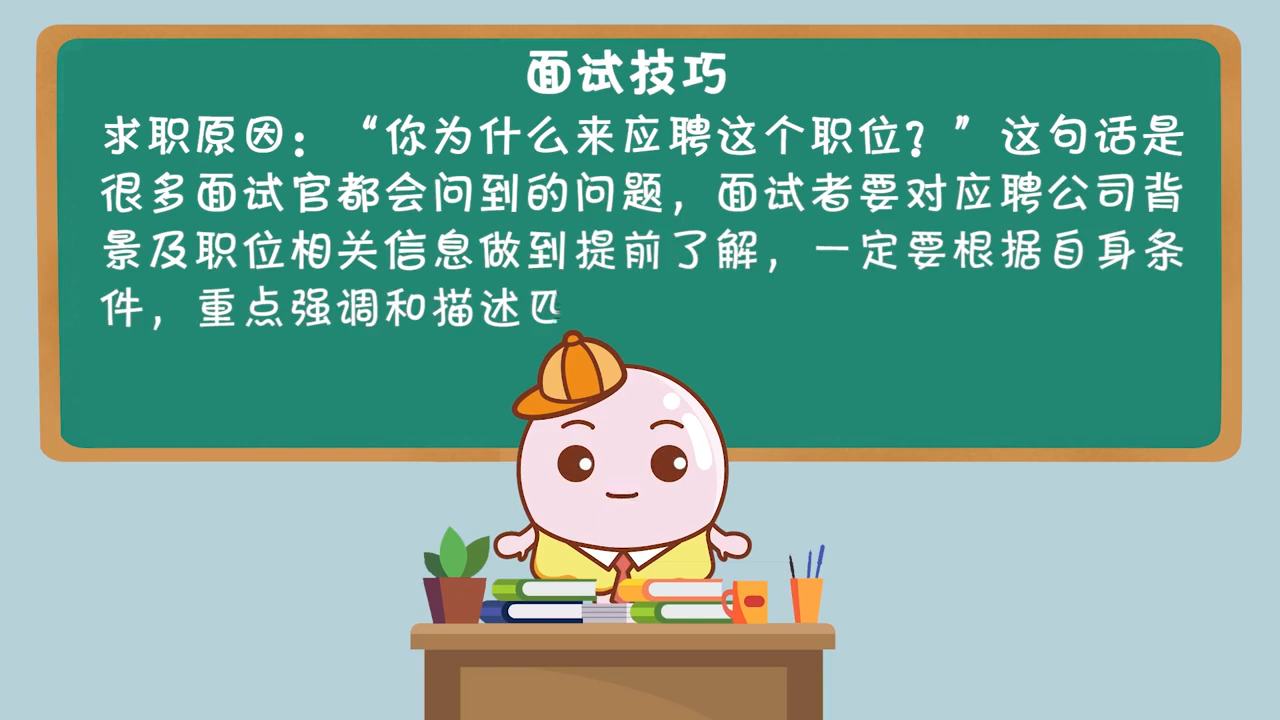 面试技巧
求职原因：“你为什么来应聘这个职位？”这句话是
很多面试官都会问到的问题，面试者要对应聘公司背
景及职位相关信息做到提前了解，一定要根据自身条
件，重点强调和描述匹